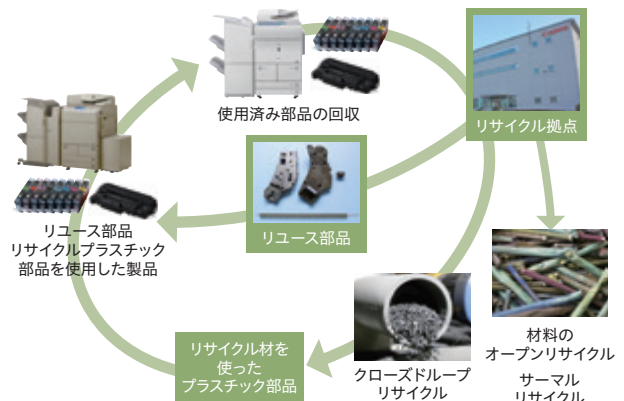 使用済み部品の回収
リサイクル拠点
リユース部品
リユース部品
リサイクルプラスチック
部品を使用した製品
リサイクル材を
使った
プラスチック部品
クローズドループ
リサイクル
材料の
オープンリサイクル
サーマル
リサイクル